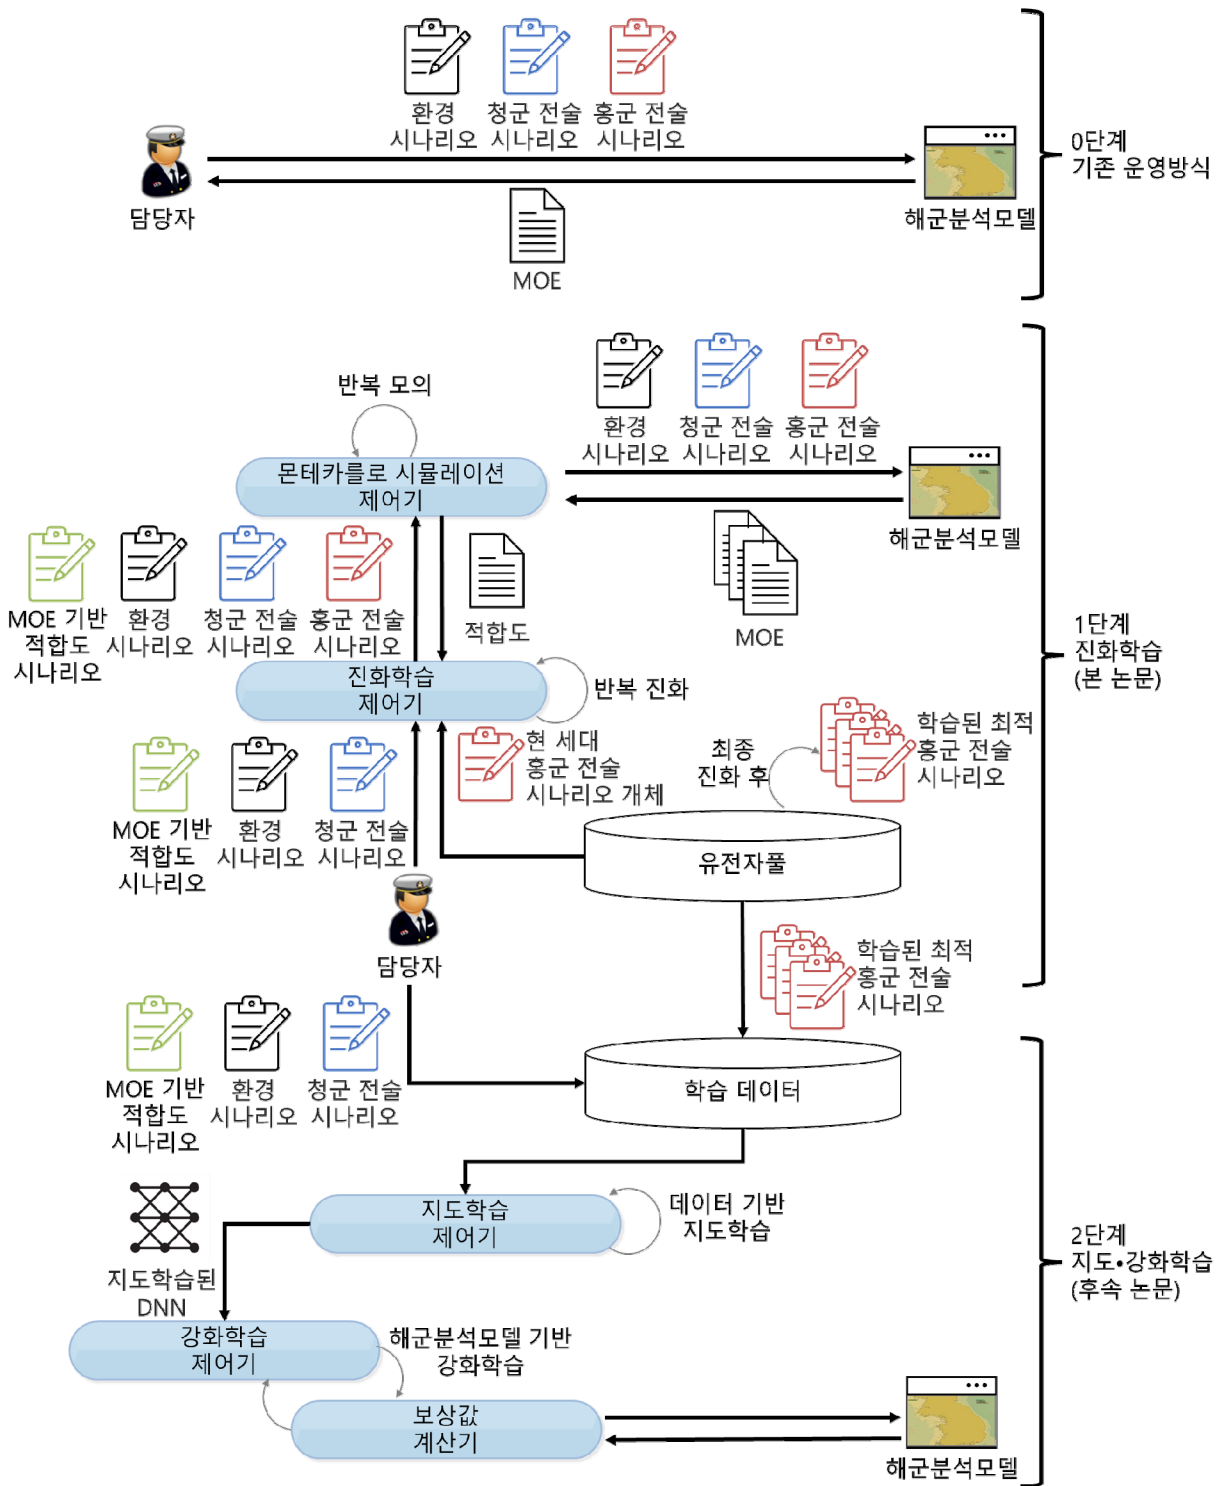 환경
시나리오
청군 전술
시나리오
홍군 전술
시나리오
담당자
해군분석모델
MOE
0단계
기존 운영방식
반복 모의
환경
시나리오
청군 전술
시나리오
홍군 전술
시나리오
몬테카를로 시뮬레이션
제어기
해군분석모델
MOE
MOE 기반
적합도
시나리오
환경
시나리오
청군 전술
시나리오
홍군 전술
시나리오
적합도
진화학습
제어기
반복 진화
1단계
진화학습
(본 논문)
MOE 기반
적합도
시나리오
환경
시나리오
청군 전술
시나리오
현 세대
홍군 전술
시나리오 개체
최종
진화 후
학습된 최적
홍군 전술
시나리오
유전자풀
담당자
학습된 최적
홍군 전술
시나리오
MOE 기반
적합도
시나리오
환경
시나리오
청군 전술
시나리오
학습 데이터
지도학습
제어기
데이터 기반
지도학습
지도학습된
DNN
2단계
지도•강화학습
(후속 논문)
강화학습
제어기
해군분석모델 기반
강화학습
보상값
계산기
해군분석모델